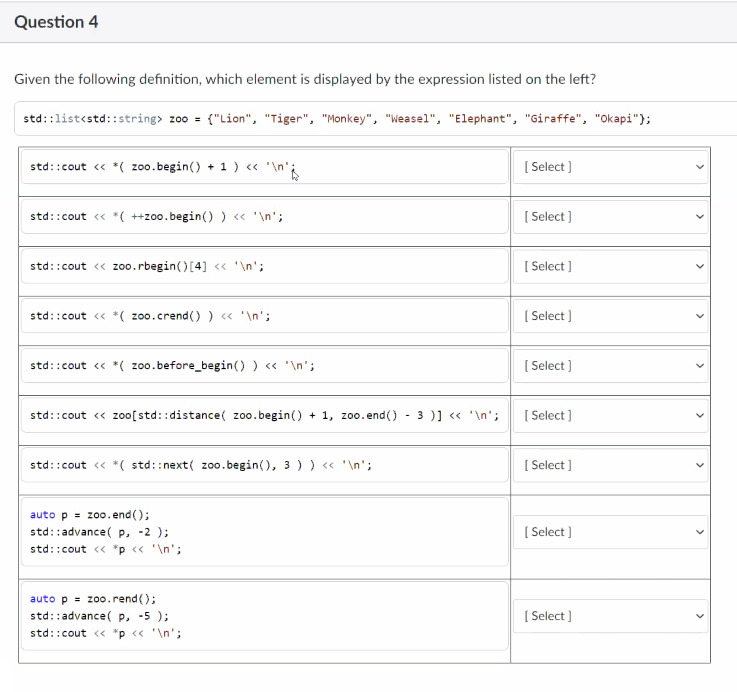 Question 4
Given the following definition, which element is displayed by the expression listed on the left?
std::list<std::string> zoo = {"Lion", "Tiger", "Monkey", "Weasel", "Elephant", "Giraffe", "Okapi"};
std::cout << *( zoo.begin() + 1 ) << '\n';
[ Select ]
std::cout << *( ++zoo.begin() ) << '\n';
[ Select ]
std::cout << zoo.rbegin()[4] << '\n';
[ Select ]
std::cout << *( zoo.crend() ) << '\n';
[ Select ]
std::cout << *( zoo.before_begin() ) << '\n';
[ Select ]
std::cout << zoo[std::distance( zoo.begin() + 1, zoo.end() - 3 )] << '\n';
[ Select ]
std::cout << *( std::next( zoo.begin(), 3 ) ) << '\n';
[ Select ]
auto p = zoo.end();
std::advance( p, -2 );
std::cout << *p << '\n';
[ Select ]
auto p = zoo.rend();
std::advance( p, -5 );
std::cout << *p << '\n';
[ Select ]